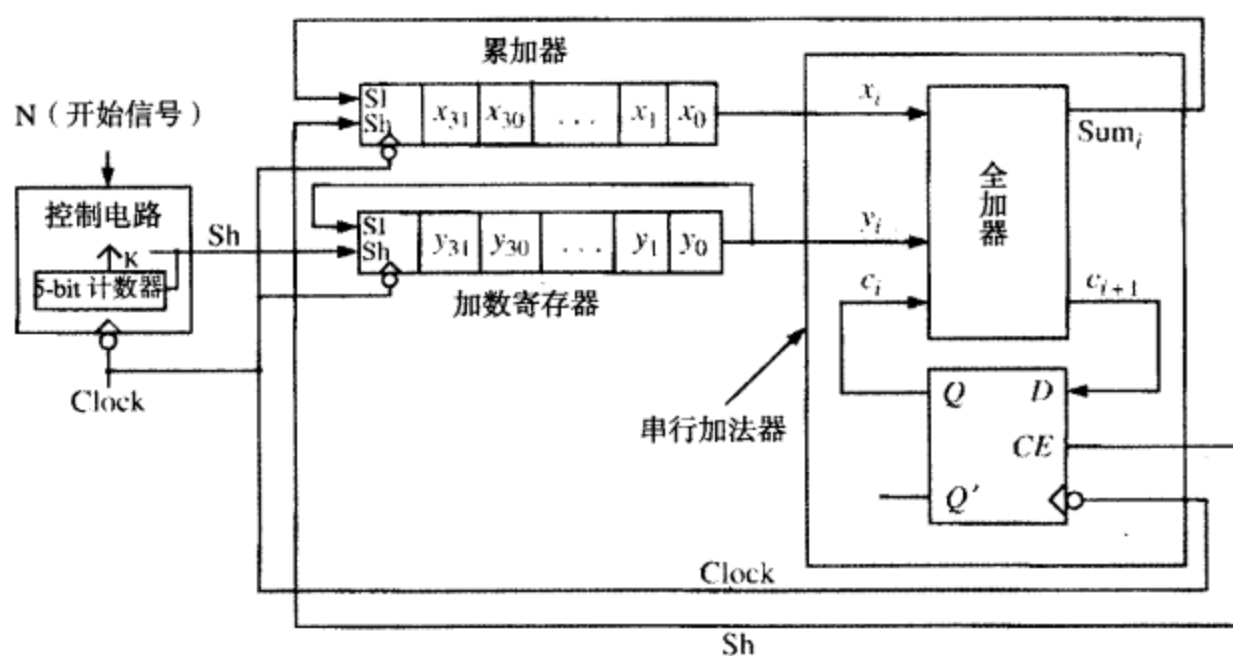 累加器
N（开始信号）
SI
Sh
x31 x30 ... x1 x0
xi
Sumi
控制电路
Sh
K
5-bit 计数器
SI
Sh
y31 y30 ... y1 y0
yi
全加器
加数寄存器
ci
ci+1
Clock
串行加法器
Q
D
CE
Q'
Clock
Sh